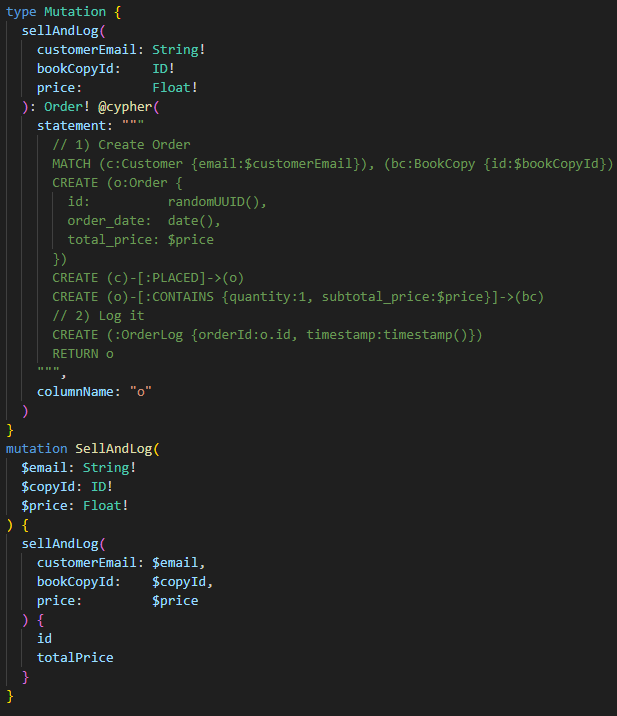 type Mutation {
  sellAndLog(
    customerEmail: String!
    bookCopyId:    ID!
    price:         Float!
  ): Order! @cypher(
    statement: """
      // 1) Create Order
      MATCH (c:Customer {email:$customerEmail}), (bc:BookCopy {id:$bookCopyId})
      CREATE (o:Order {
        id:          randomUUID(),
        order_date:  date(),
        total_price: $price
      })
      CREATE (c)-[:PLACED]->(o)
      CREATE (o)-[:CONTAINS {quantity:1, subtotal_price:$price}]->(bc)
      // 2) Log it
      CREATE (:OrderLog {orderId:o.id, timestamp:timestamp()})
      RETURN o
    """,
    columnName: "o"
  )
}
mutation SellAndLog(
  $email: String!
  $copyId: ID!
  $price: Float!
) {
  sellAndLog(
    customerEmail: $email,
    bookCopyId:    $copyId,
    price:         $price
  ) {
    id
    totalPrice
  }
}